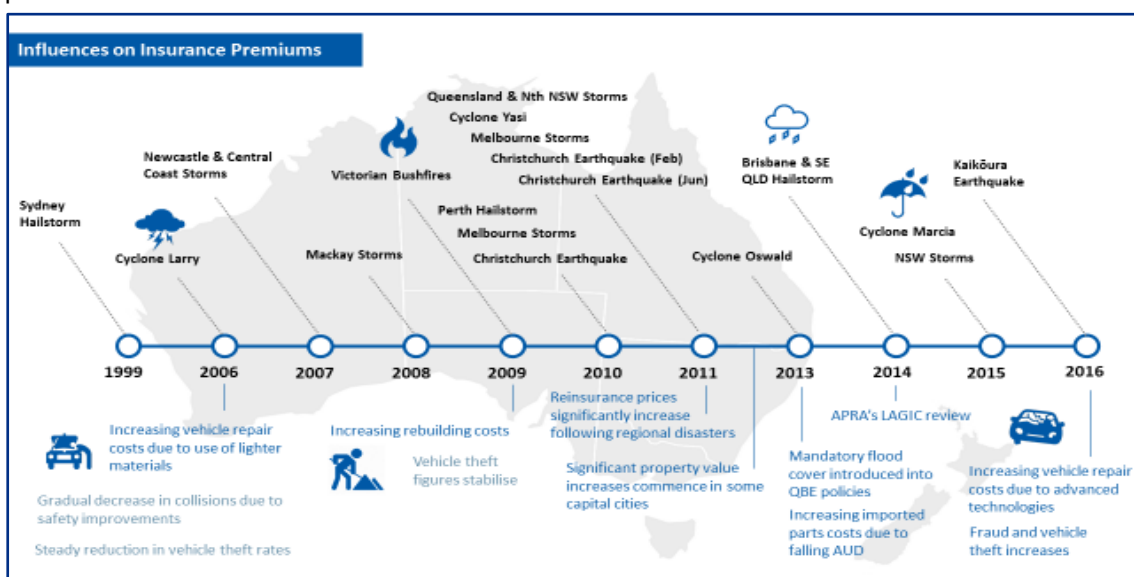 Influences on Insurance Premiums
Queensland & Nth NSW Storms
Cyclone Yasi
Melbourne Storms
Christchurch Earthquake (Feb)
Christchurch Earthquake (Jun)
Newcastle & Central
Coast Storms
Victorian Bushfires
Brisbane & SE
QLD Hailstorm
Kaikōura
Earthquake
Sydney
Hailstorm
Perth Hailstorm
Melbourne Storms
Christchurch Earthquake
Cyclone Larry
Mackay Storms
Cyclone Oswald
Cyclone Marcia
NSW Storms
1999
2006
2007
2008
2009
2010
2011
2013
2014
2015
2016
Increasing vehicle repair
costs due to use of lighter
materials
Gradual decrease in collisions due to
safety improvements
Steady reduction in vehicle theft rates
Increasing rebuilding costs
Vehicle theft
figures stabilise
Reinsurance prices
significantly increase
following regional disasters
Significant property value
increases commence in some
capital cities
APRA's LAGIC review
Mandatory flood
cover introduced into
QBE policies
Increasing imported
parts costs due to
falling AUD
Increasing vehicle repair
costs due to advanced
technologies
Fraud and vehicle
theft increases